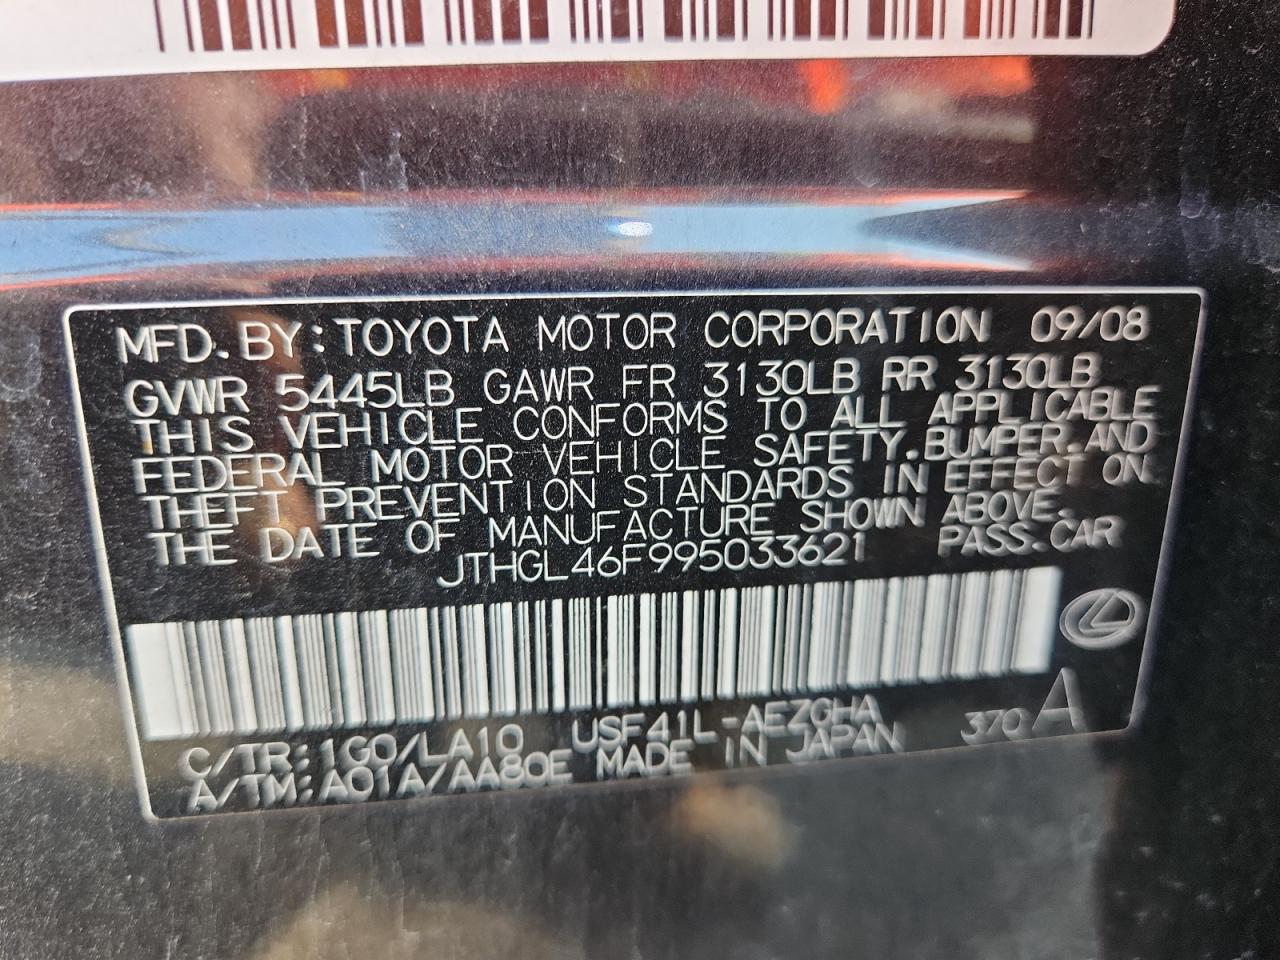 MFD. BY: TOYOTA MOTOR CORPORATION 09/08
GVWR 5445LB GAWR FR 3130LB RR 3130LB
THIS VEHICLE CONFORMS TO ALL APPLICABLE
FEDERAL MOTOR VEHICLE SAFETY. BUMPER. AND
THEFT PREVENTION STANDARDS IN EFFECT ON
THE DATE OF MANUFACTURE SHOWN ABOVE.
JTHGL46F995033621 PASS. CAR
C/TR: 1G0/LA10 USF41L-AEZGHA 370 A
A/TM: A01A/AA80E MADE IN JAPAN